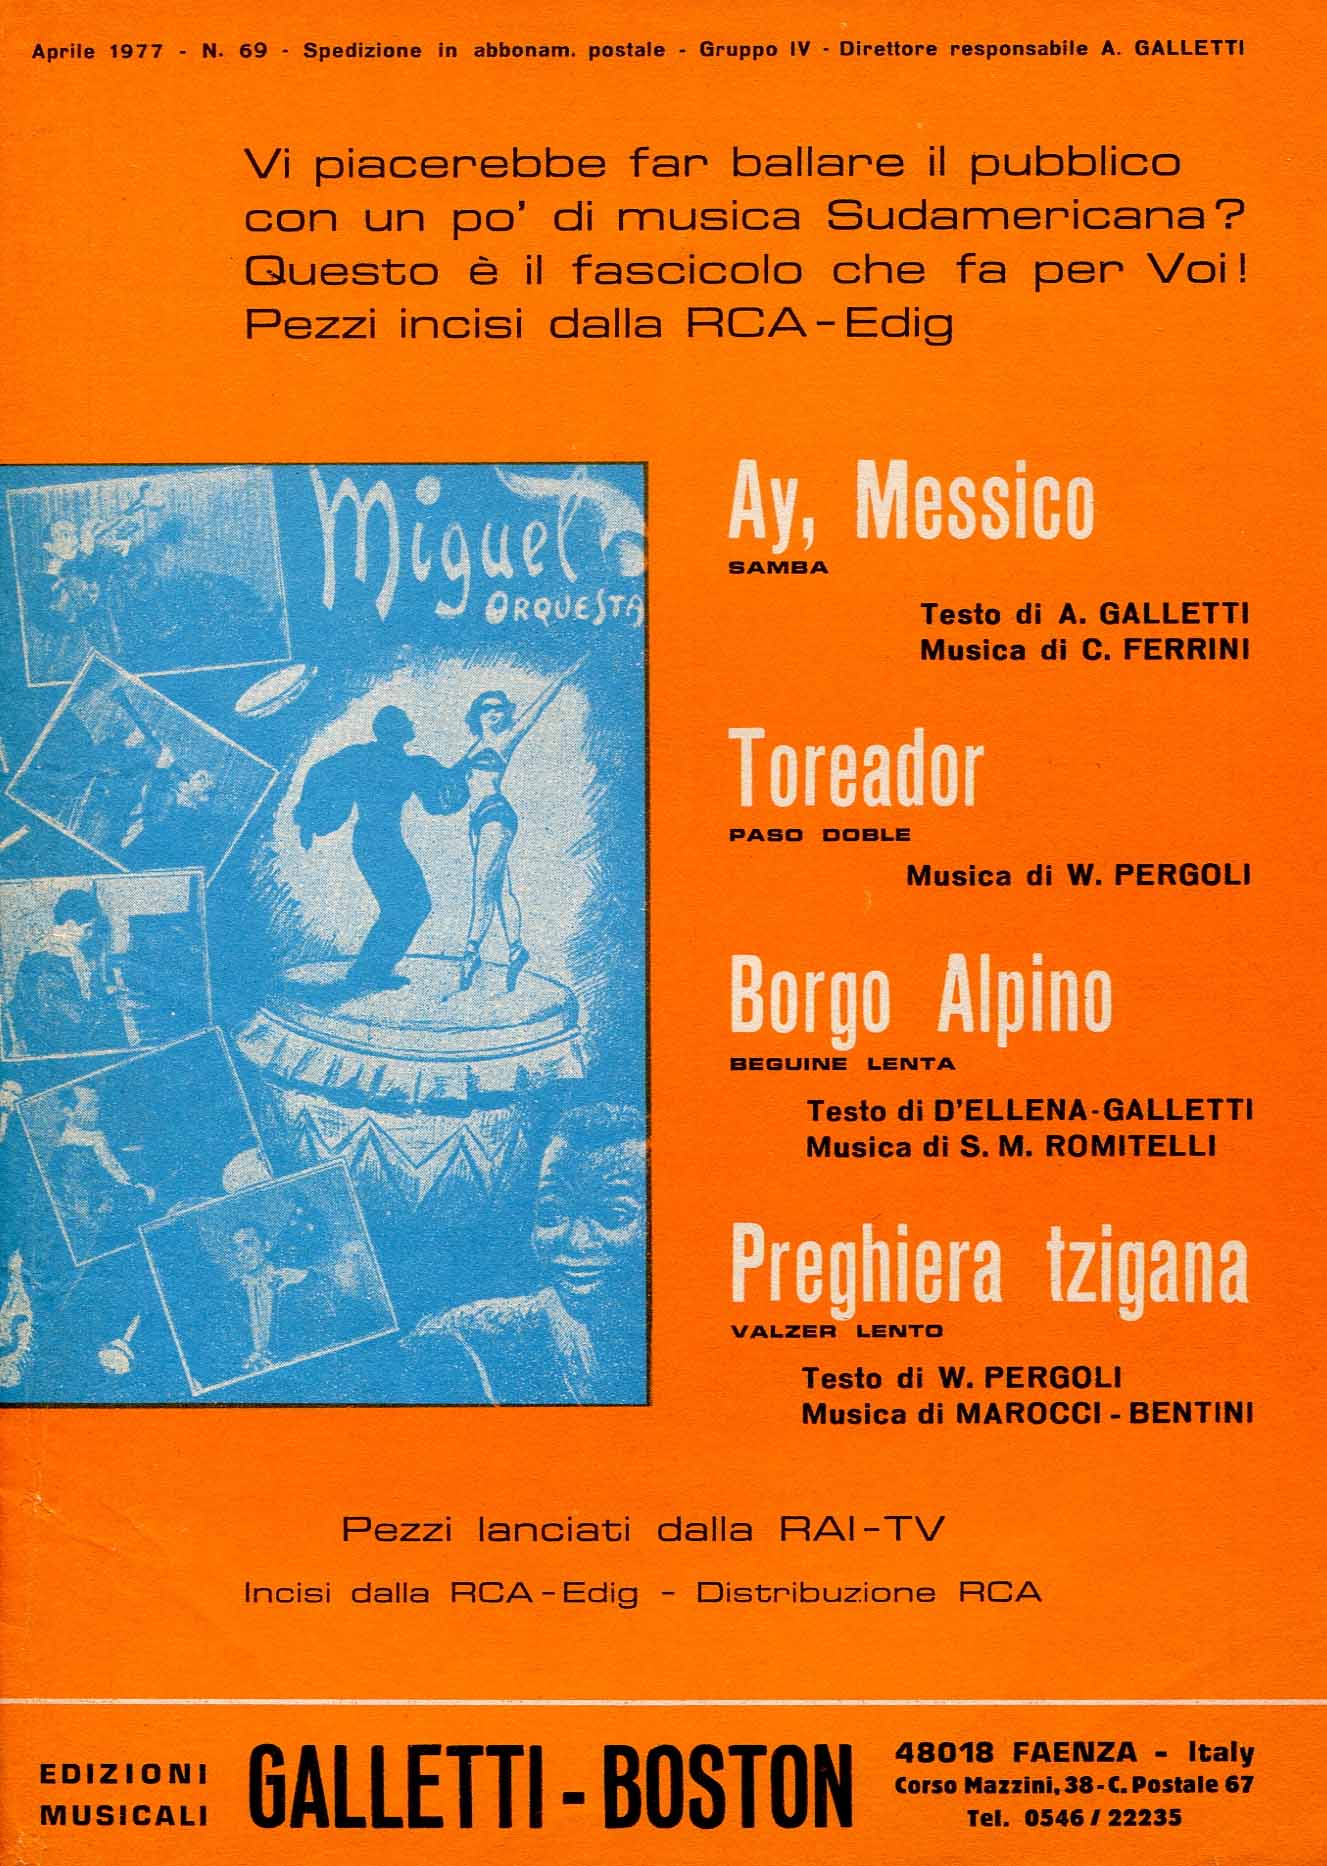 Aprile 1977 - N. 69 - Spedizione in abbonam. postale - Gruppo IV - Direttore responsabile A. GALLETTI
Vi piacerebbe far ballare il pubblico
con un po' di musica Sudamericana?
Questo è il fascicolo che fa per Voi!
Pezzi incisi dalla RCA-Edig
Miguel
ORQUESTA
Ay, Messico
SAMBA
Testo di A. GALLETTI
Musica di C. FERRINI
Toreador
PASO DOBLE
Musica di W. PERGOLI
Borgo Alpino
BEGUINE LENTA
Testo di D'ELLENA-GALLETTI
Musica di S. M. ROMITELLI
Preghiera tzigana
VALZER LENTO
Testo di W. PERGOLI
Musica di MAROCCI - BENTINI
Pezzi lanciati dalla RAI-TV
Incisi dalla RCA-Edig - Distribuzione RCA
EDIZIONI
MUSICALI
GALLETTI - BOSTON
48018 FAENZA - Italy
Corso Mazzini, 38 - C. Postale 67
Tel. 0546 / 22235